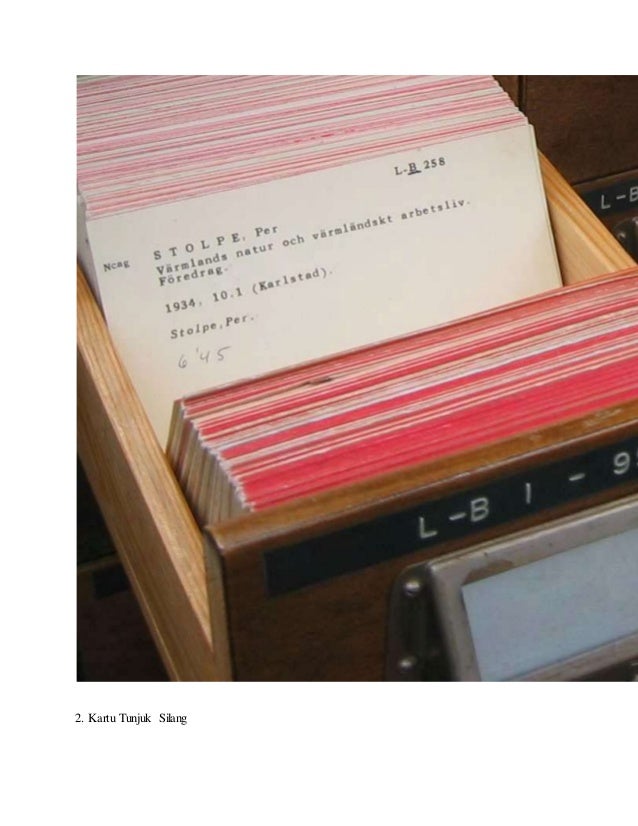 L-B 258
Ncag
S T O L P E, Per
Värmlands natur och värmländskt arbetsliv.
Föredrag.
1934, 10.1 (Karlstad).
Stolpe, Per.
6 '45
L-B
L-B 1 - 9
2. Kartu Tunjuk Silang